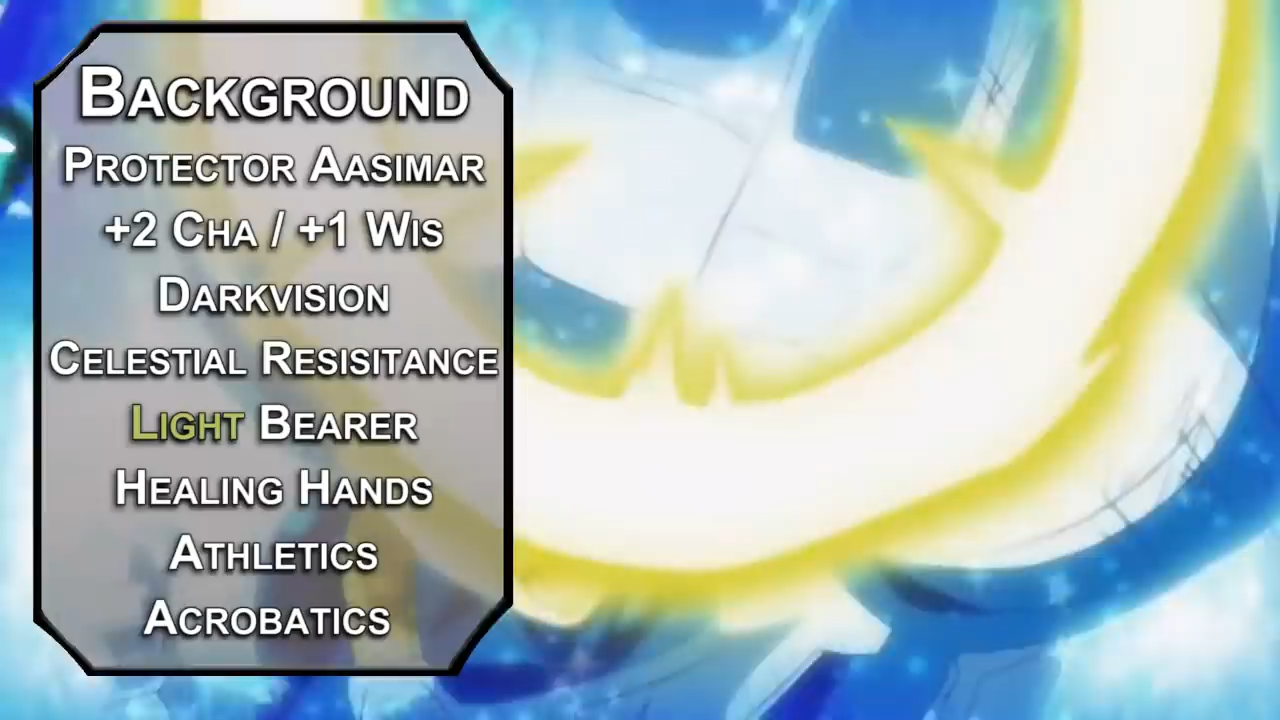 Background
Protector Aasimar
+2 Cha / +1 Wis
Darkvision
Celestial Resisitance
Light Bearer
Healing Hands
Athletics
Acrobatics